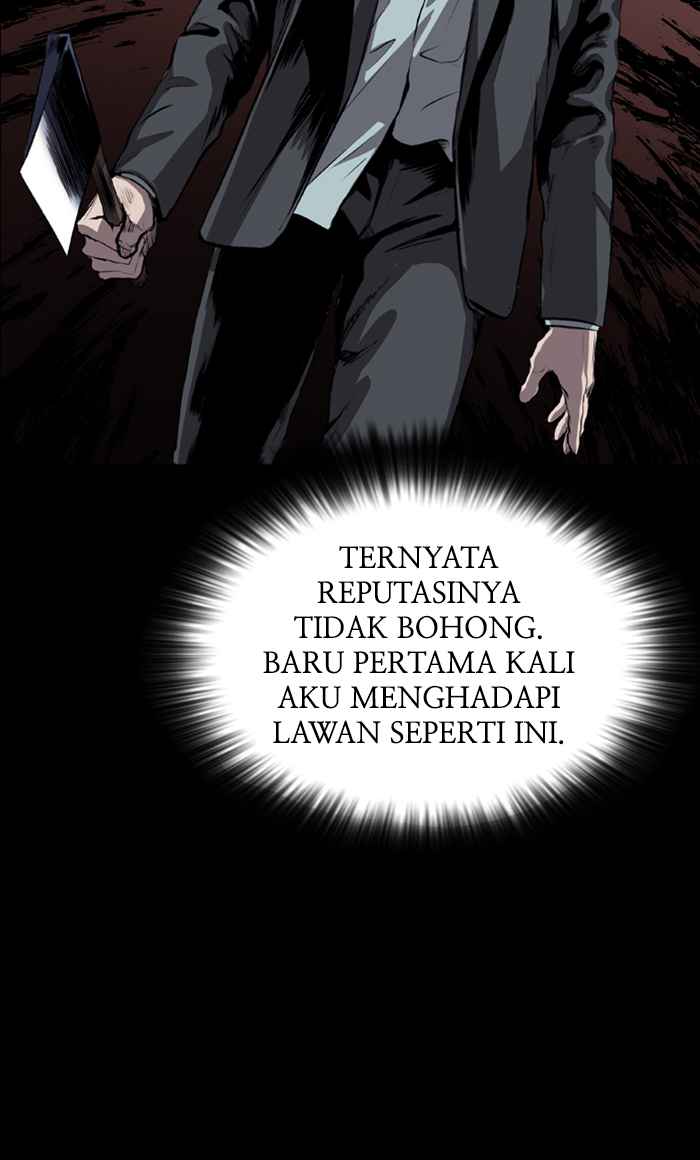 TERNYATA
REPUTASINYA
TIDAK BOHONG.
BARU PERTAMA KALI
AKU MENGHADAPI
LAWAN SEPERTI INI.